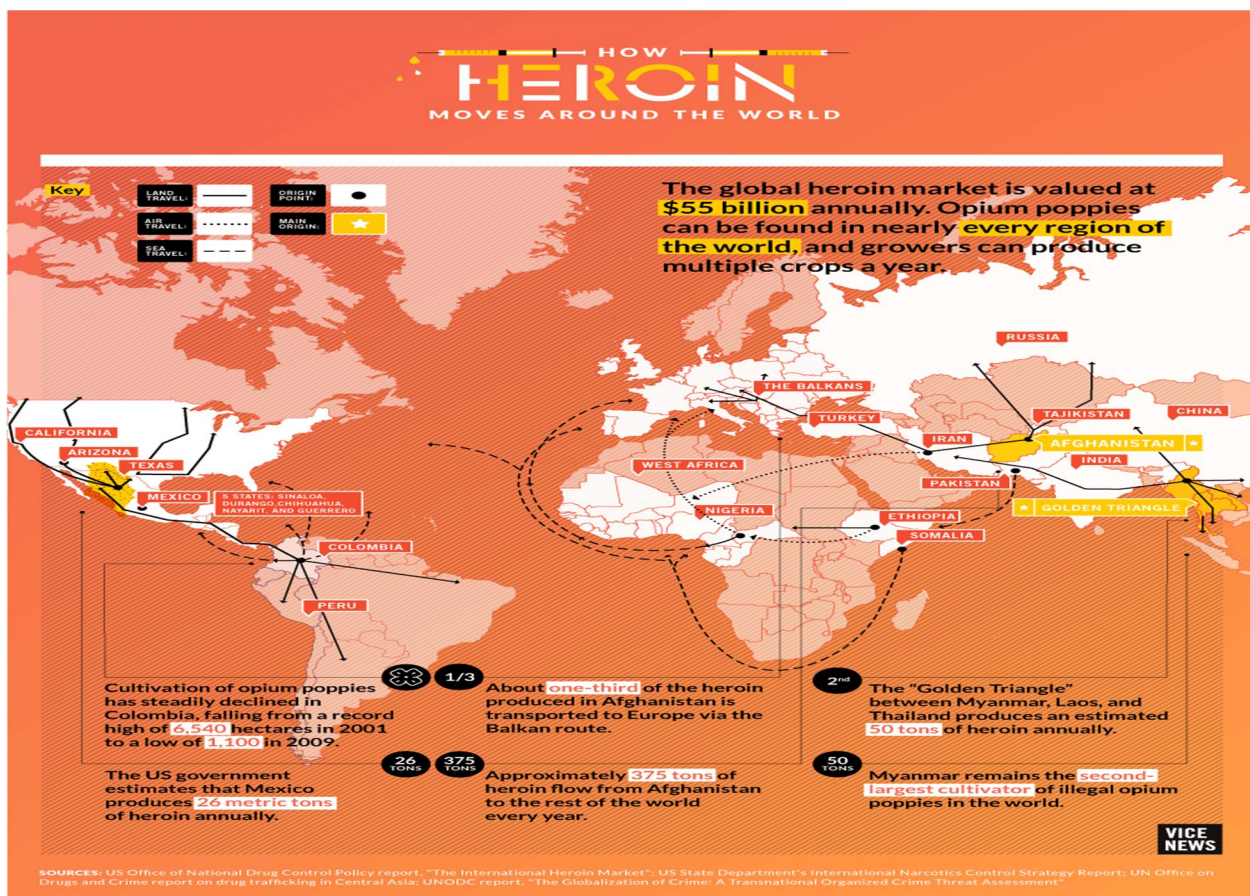 HOW
HEROIN
MOVES AROUND THE WORLD
Key
LAND
TRAVEL:
ORIGIN
POINT:
AIR
TRAVEL:
MAIN
ORIGIN:
SEA
TRAVEL:
The global heroin market is valued at
$55 billion annually. Opium poppies
can be found in nearly every region of
the world, and growers can produce
multiple crops a year.
RUSSIA
THE BALKANS
TURKEY
TAJIKISTAN
CHINA
CALIFORNIA
ARIZONA
TEXAS
IRAN
AFGHANISTAN
INDIA
WEST AFRICA
PAKISTAN
MEXICO
5 STATES: SINALOA,
DURANGO, CHIHUAHUA,
NAYARIT, AND GUERRERO
NIGERIA
ETHIOPIA
GOLDEN TRIANGLE
SOMALIA
COLOMBIA
PERU
Cultivation of opium poppies
has steadily declined in
Colombia, falling from a record
high of 6,540 hectares in 2001
to a low of 1,100 in 2009.
1/3
About one-third of the heroin
produced in Afghanistan is
transported to Europe via the
Balkan route.
2nd
The “Golden Triangle”
between Myanmar, Laos, and
Thailand produces an estimated
50 tons of heroin annually.
26
TONS
The US government
estimates that Mexico
produces 26 metric tons
of heroin annually.
375
TONS
Approximately 375 tons of
heroin flow from Afghanistan
to the rest of the world
every year.
50
TONS
Myanmar remains the second-
largest cultivator of illegal opium
poppies in the world.
VICE
NEWS
SOURCES: US Office of National Drug Control Policy report, "The International Heroin Market"; US State Department's International Narcotics Control Strategy Report; UN Office on
Drugs and Crime report on drug trafficking in Central Asia; UNODC report, "The Globalization of Crime: A Transnational Organized Crime Threat Assessment"